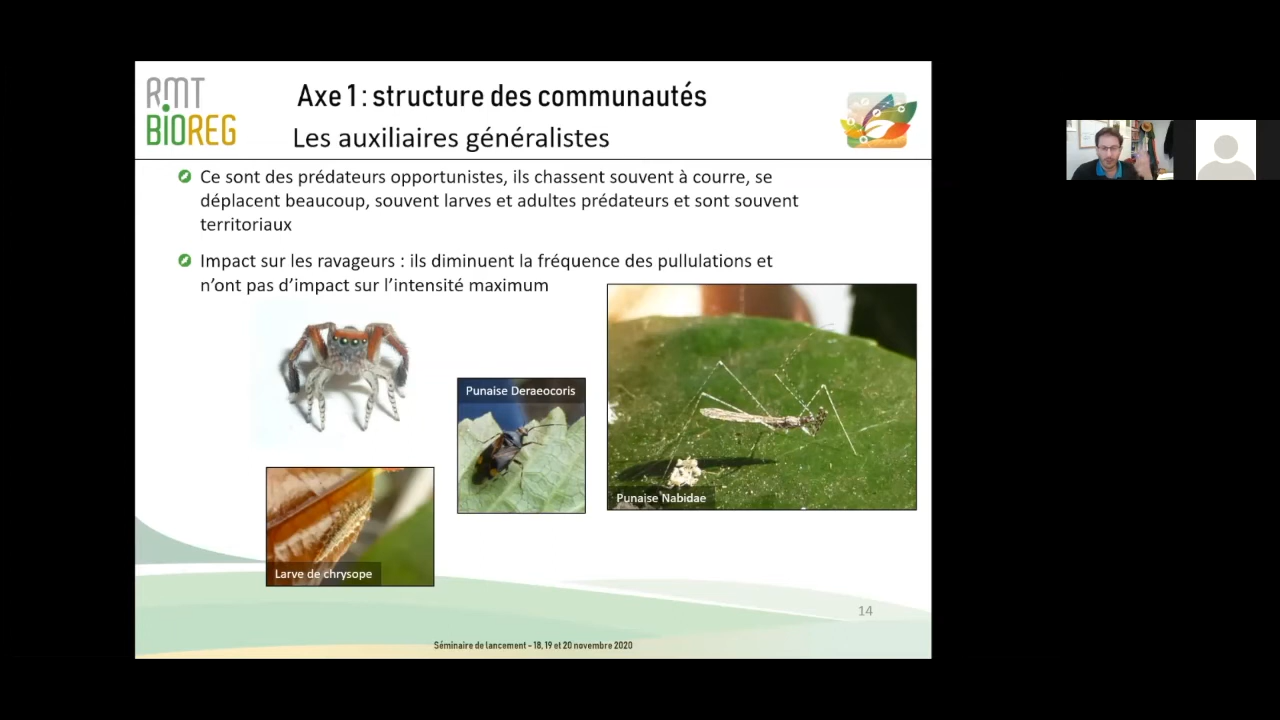 RMT
BIOREG
Axe 1 : structure des communautés
Les auxiliaires généralistes
Ce sont des prédateurs opportunistes, ils chassent souvent à courre, se
déplacent beaucoup, souvent larves et adultes prédateurs et sont souvent
territoriaux
Impact sur les ravageurs : ils diminuent la fréquence des pullulations et
n'ont pas d'impact sur l'intensité maximum
Punaise Deraeocoris
Punaise Nabidae
Larve de chrysope
14
Séminaire de lancement - 18, 19 et 20 novembre 2020